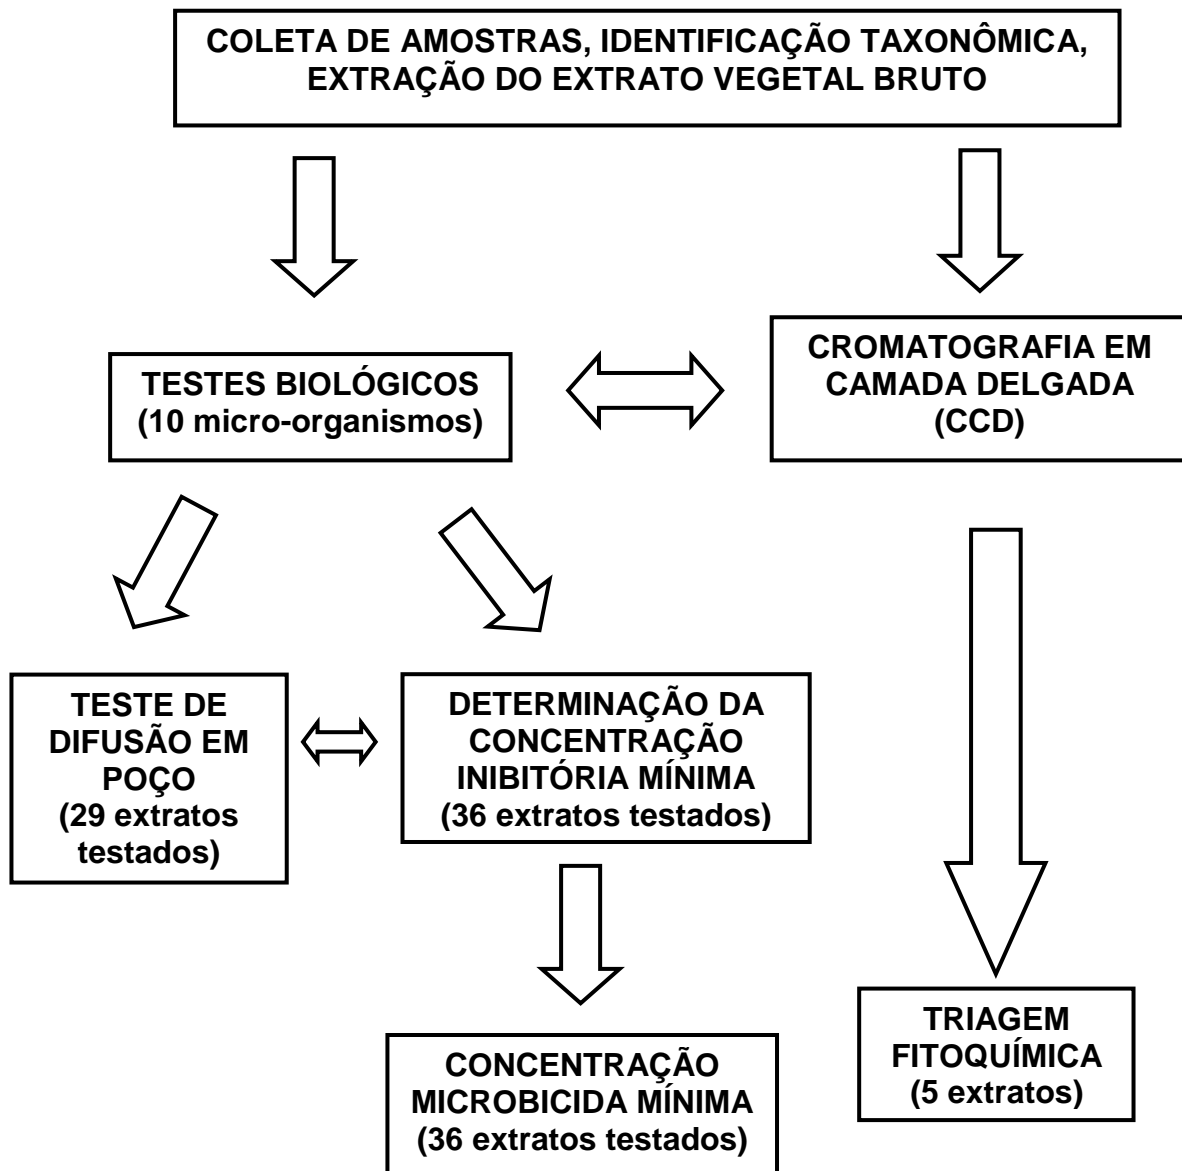 COLETA DE AMOSTRAS, IDENTIFICAÇÃO TAXONÔMICA,
EXTRAÇÃO DO EXTRATO VEGETAL BRUTO
TESTES BIOLÓGICOS
(10 micro-organismos)
CROMATOGRAFIA EM
CAMADA DELGADA
(CCD)
TESTE DE
DIFUSÃO EM
POÇO
(29 extratos
testados)
DETERMINAÇÃO DA
CONCENTRAÇÃO
INIBITÓRIA MÍNIMA
(36 extratos testados)
CONCENTRAÇÃO
MICROBICIDA MÍNIMA
(36 extratos testados)
TRIAGEM
FITOQUÍMICA
(5 extratos)